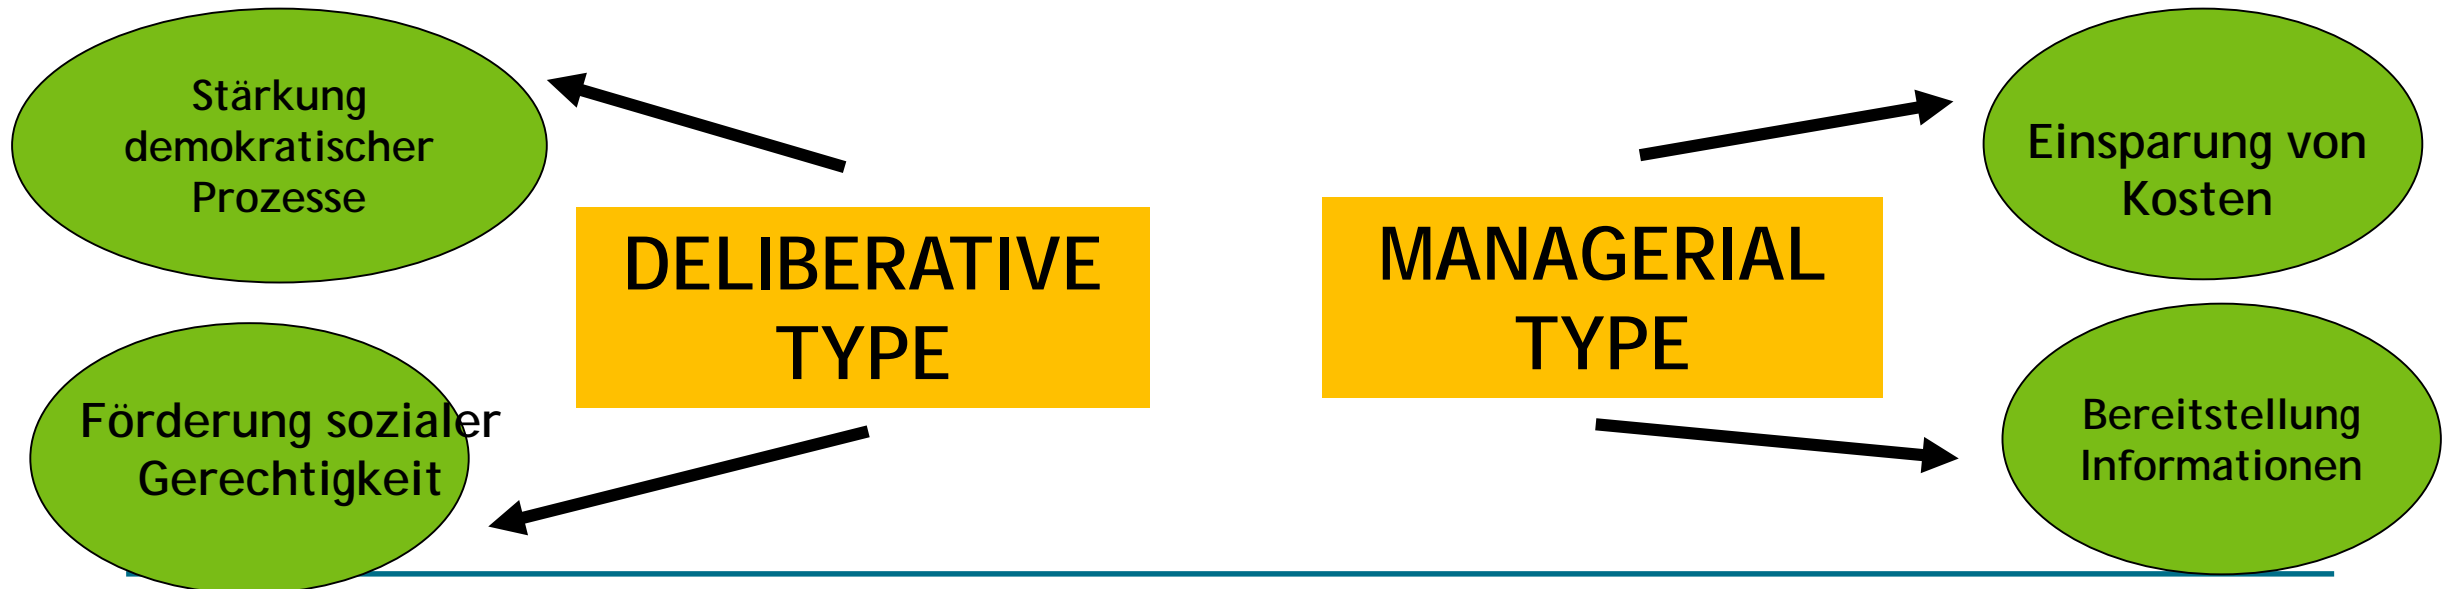 Stärkung
demokratischer
Prozesse
Förderung sozialer
Gerechtigkeit
DELIBERATIVE
TYPE
MANAGERIAL
TYPE
Einsparung von
Kosten
Bereitstellung
Informationen